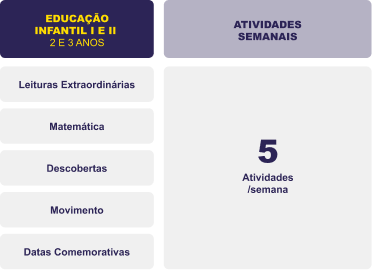 EDUCAÇÃO
INFANTIL I E II
2 E 3 ANOS
ATIVIDADES
SEMANAIS
Leituras Extraordinárias
Matemática
Descobertas
Movimento
Datas Comemorativas
5
Atividades
/semana